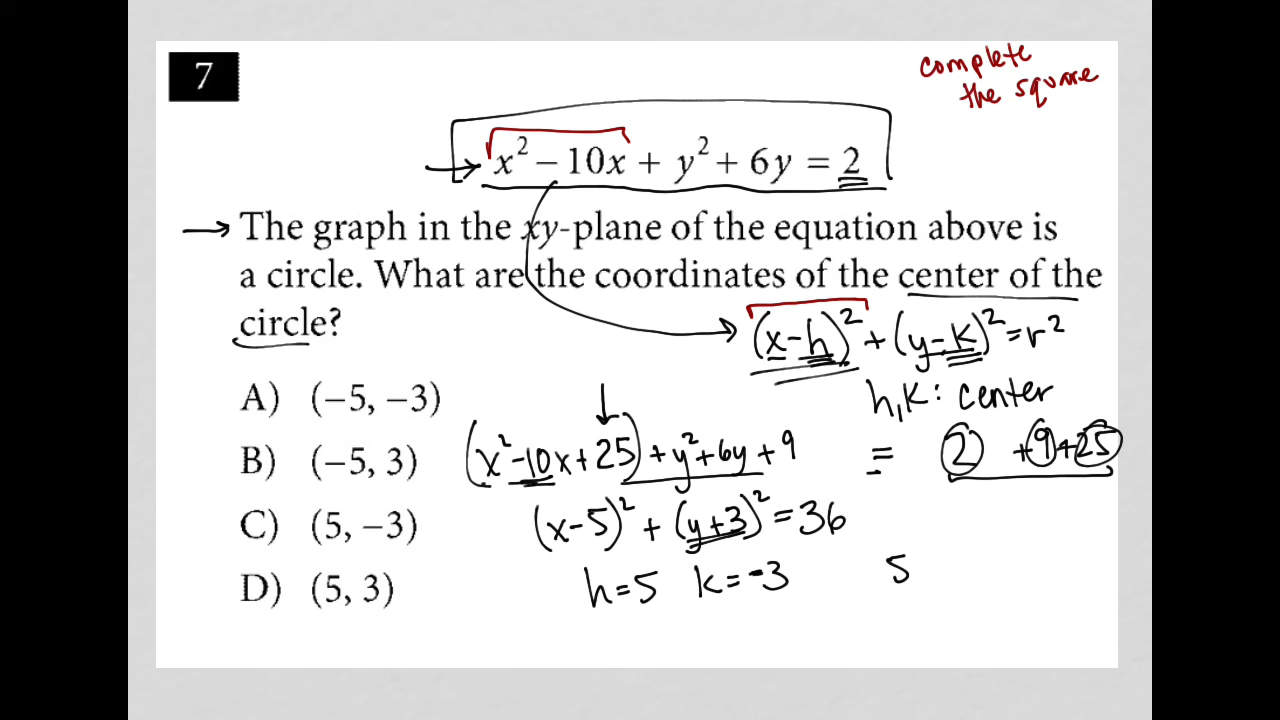 7
complete
the square
x² − 10x + y² + 6y = 2
The graph in the xy-plane of the equation above is
a circle. What are the coordinates of the center of the
circle?
(x-h)² + (y-k)² = r²
h,k: center
A) (−5, −3)
B) (−5, 3)
C) (5, −3)
D) (5, 3)
(x²-10x+25) + y²+6y+9 = 2 +9+25
(x-5)² + (y+3)² = 36
h=5 k=-3 5